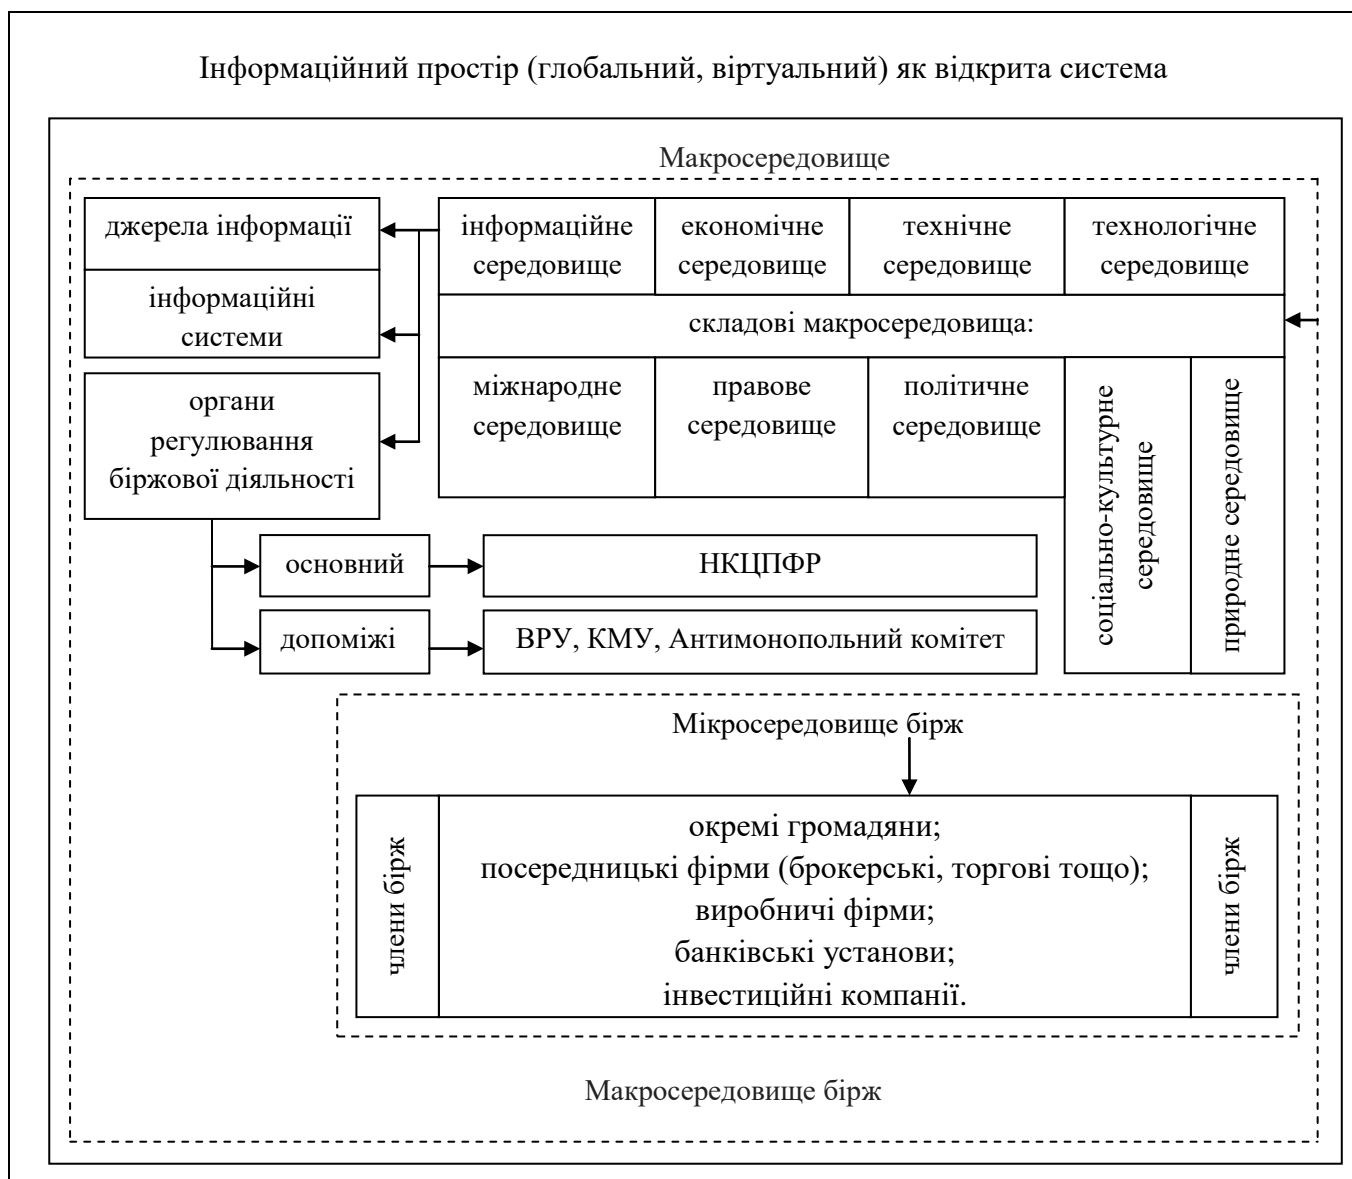 Інформаційний простір (глобальний, віртуальний) як відкрита система
Макросередовище
джерела інформації
інформаційні
системи
органи
регулювання
біржової діяльності
інформаційне
середовище
економічне
середовище
технічне
середовище
технологічне
середовище
складові макросередовища:
міжнародне
середовище
правове
середовище
політичне
середовище
соціально-культурне
середовище
природне середовище
основний
НКЦПФР
допоміжі
ВРУ, КМУ, Антимонопольний комітет
Мікросередовище бірж
члени бірж
окремі громадяни;
посередницькі фірми (брокерські, торгові тощо);
виробничі фірми;
банківські установи;
інвестиційні компанії.
члени бірж
Макросередовище бірж